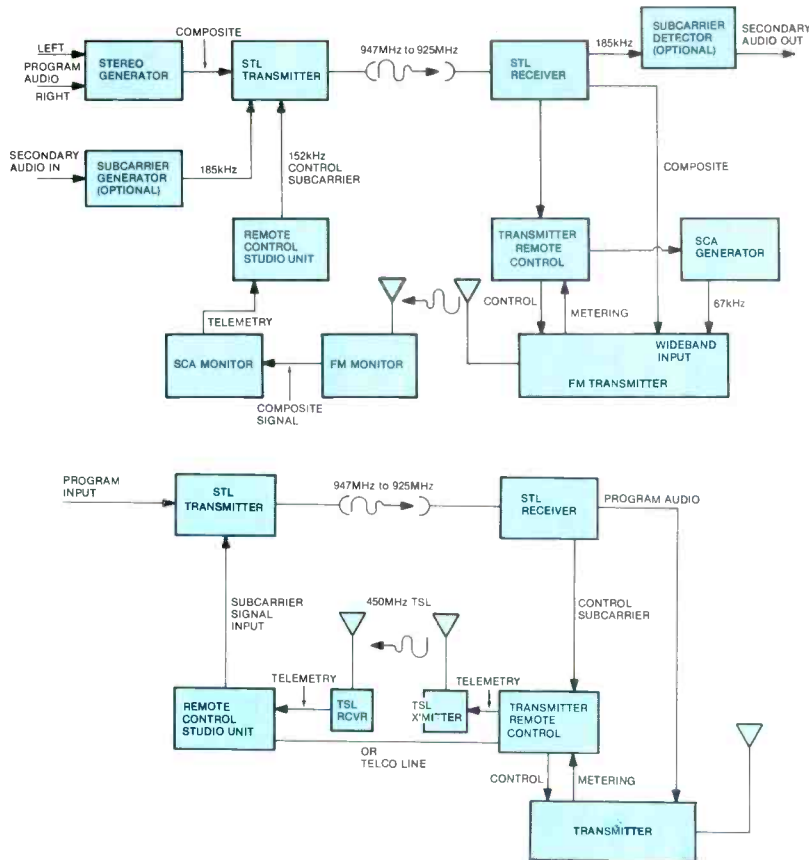 COMPOSITE
LEFT
PROGRAM
AUDIO
RIGHT
STEREO
GENERATOR
STL
TRANSMITTER
947MHz to 925MHz
STL
RECEIVER
185kHz
SUBCARRIER
DETECTOR
(OPTIONAL)
SECONDARY
AUDIO OUT
SECONDARY
AUDIO IN
SUBCARRIER
GENERATOR
(OPTIONAL)
185kHz
152kHz
CONTROL
SUBCARRIER
COMPOSITE
REMOTE
CONTROL
STUDIO UNIT
TRANSMITTER
REMOTE
CONTROL
SCA
GENERATOR
TELEMETRY
CONTROL
METERING
67kHz
SCA MONITOR
FM MONITOR
WIDEBAND
INPUT
FM TRANSMITTER
COMPOSITE
SIGNAL
PROGRAM
INPUT
STL
TRANSMITTER
947MHz to 925MHz
STL
RECEIVER
PROGRAM AUDIO
SUBCARRIER
SIGNAL
INPUT
450MHz TSL
CONTROL
SUBCARRIER
TELEMETRY
TELEMETRY
REMOTE
CONTROL
STUDIO UNIT
TSL
RCVR
TSL
X'MITTER
TRANSMITTER
REMOTE
CONTROL
OR
TELCO LINE
CONTROL
METERING
TRANSMITTER